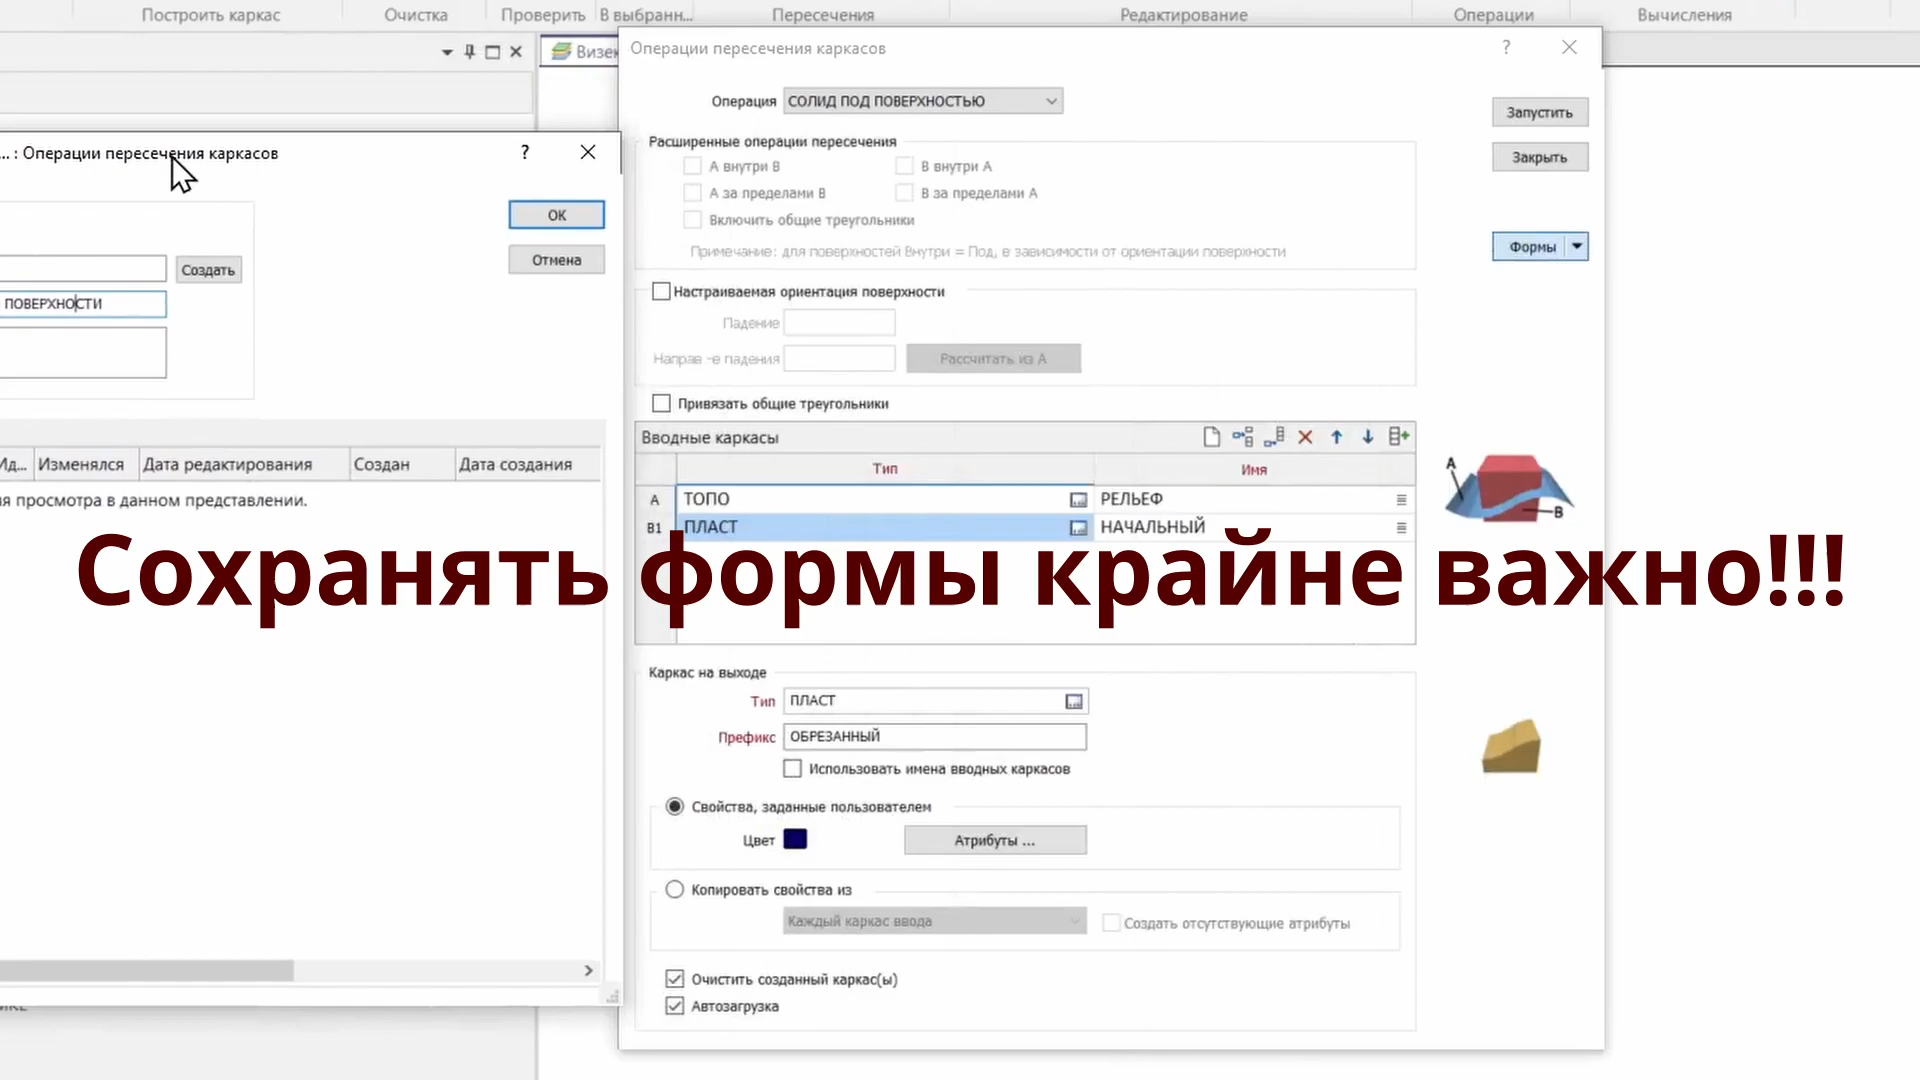 Построить каркас
Очистка
Проверить
В выбранн...
Пересечения
Редактирование
Операции
Вычисления
Операции пересечения каркасов
?
Операция СОЛИД ПОД ПОВЕРХНОСТЬЮ
Запустить
Закрыть
Формы
Расширенные операции пересечения
А внутри В
В внутри А
А за пределами В
В за пределами А
Включить общие треугольники
Примечание: для поверхностей Внутри = Под, в зависимости от ориентации поверхности
Настраиваемая ориентация поверхности
Падение
Направ -е падения
Рассчитать из А
Привязать общие треугольники
Вводные каркасы
Тип
Имя
A ТОПО РЕЛЬЕФ
B1 ПЛАСТ НАЧАЛЬНЫЙ
A
B
Каркас на выходе
Тип ПЛАСТ
Префикс ОБРЕЗАННЫЙ
Использовать имена вводных каркасов
Свойства, заданные пользователем
Цвет
Атрибуты ...
Копировать свойства из
Каждый каркас ввода
Создать отсутствующие атрибуты
Очистить созданный каркас(ы)
Автозагрузка
... : Операции пересечения каркасов
?
OK
Отмена
Создать
ПОВЕРХНОСТИ
Ид...
Изменялся
Дата редактирования
Создан
Дата создания
я просмотра в данном представлении.
Сохранять формы крайне важно!!!